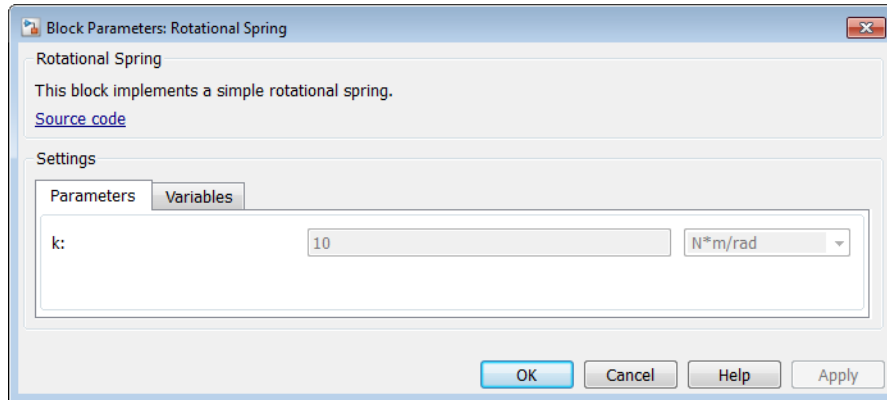 Block Parameters: Rotational Spring
Rotational Spring
This block implements a simple rotational spring.
Source code
Settings
Parameters Variables
k: 10 N*m/rad
OK Cancel Help Apply